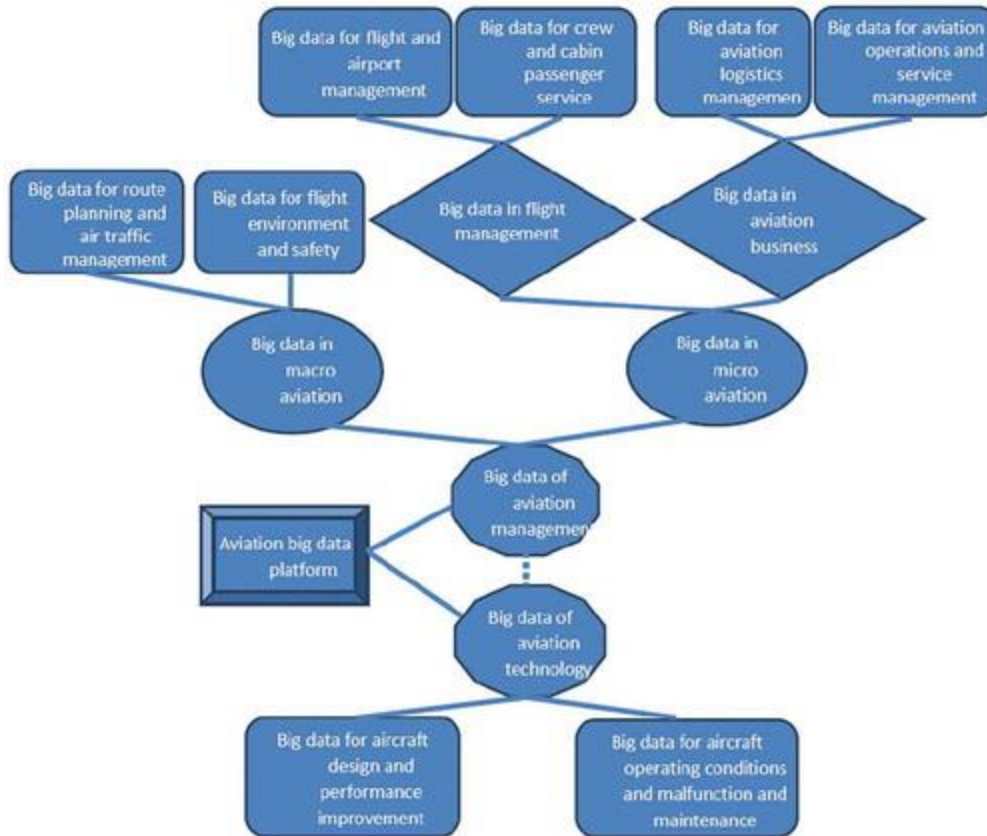 Big data for flight and
airport
management
Big data for crew
and cabin
passenger
service
Big data for
aviation
logistics
managemen
Big data for aviation
operations and
service
management
Big data for route
planning and
air traffic
management
Big data for flight
environment
and safety
Big data in flight
management
Big data in
aviation
business
Big data in
macro
aviation
Big data in
micro
aviation
Big data of
aviation
management
Aviation big data
platform
Big data of
aviation
technology
Big data for aircraft
design and
performance
improvement
Big data for aircraft
operating conditions
and malfunction and
maintenance